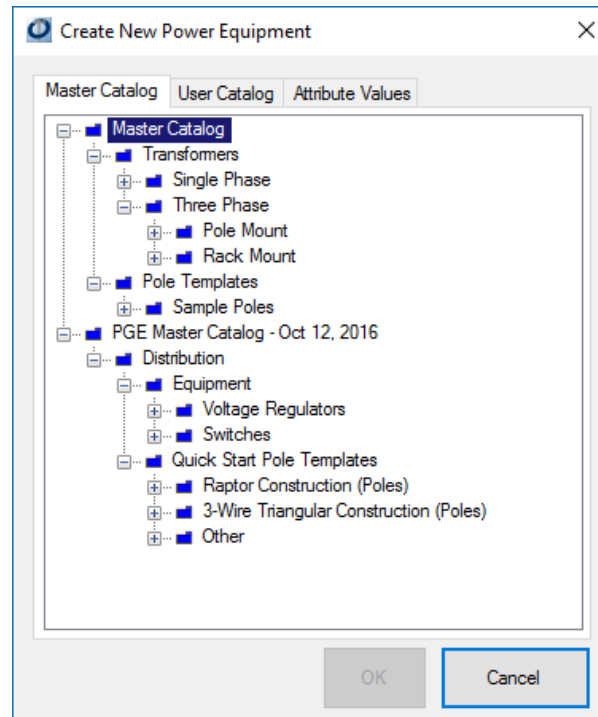 Create New Power Equipment
Master Catalog User Catalog Attribute Values
Master Catalog
Transformers
Single Phase
Three Phase
Pole Mount
Rack Mount
Pole Templates
Sample Poles
PGE Master Catalog - Oct 12, 2016
Distribution
Equipment
Voltage Regulators
Switches
Quick Start Pole Templates
Raptor Construction (Poles)
3-Wire Triangular Construction (Poles)
Other
OK Cancel